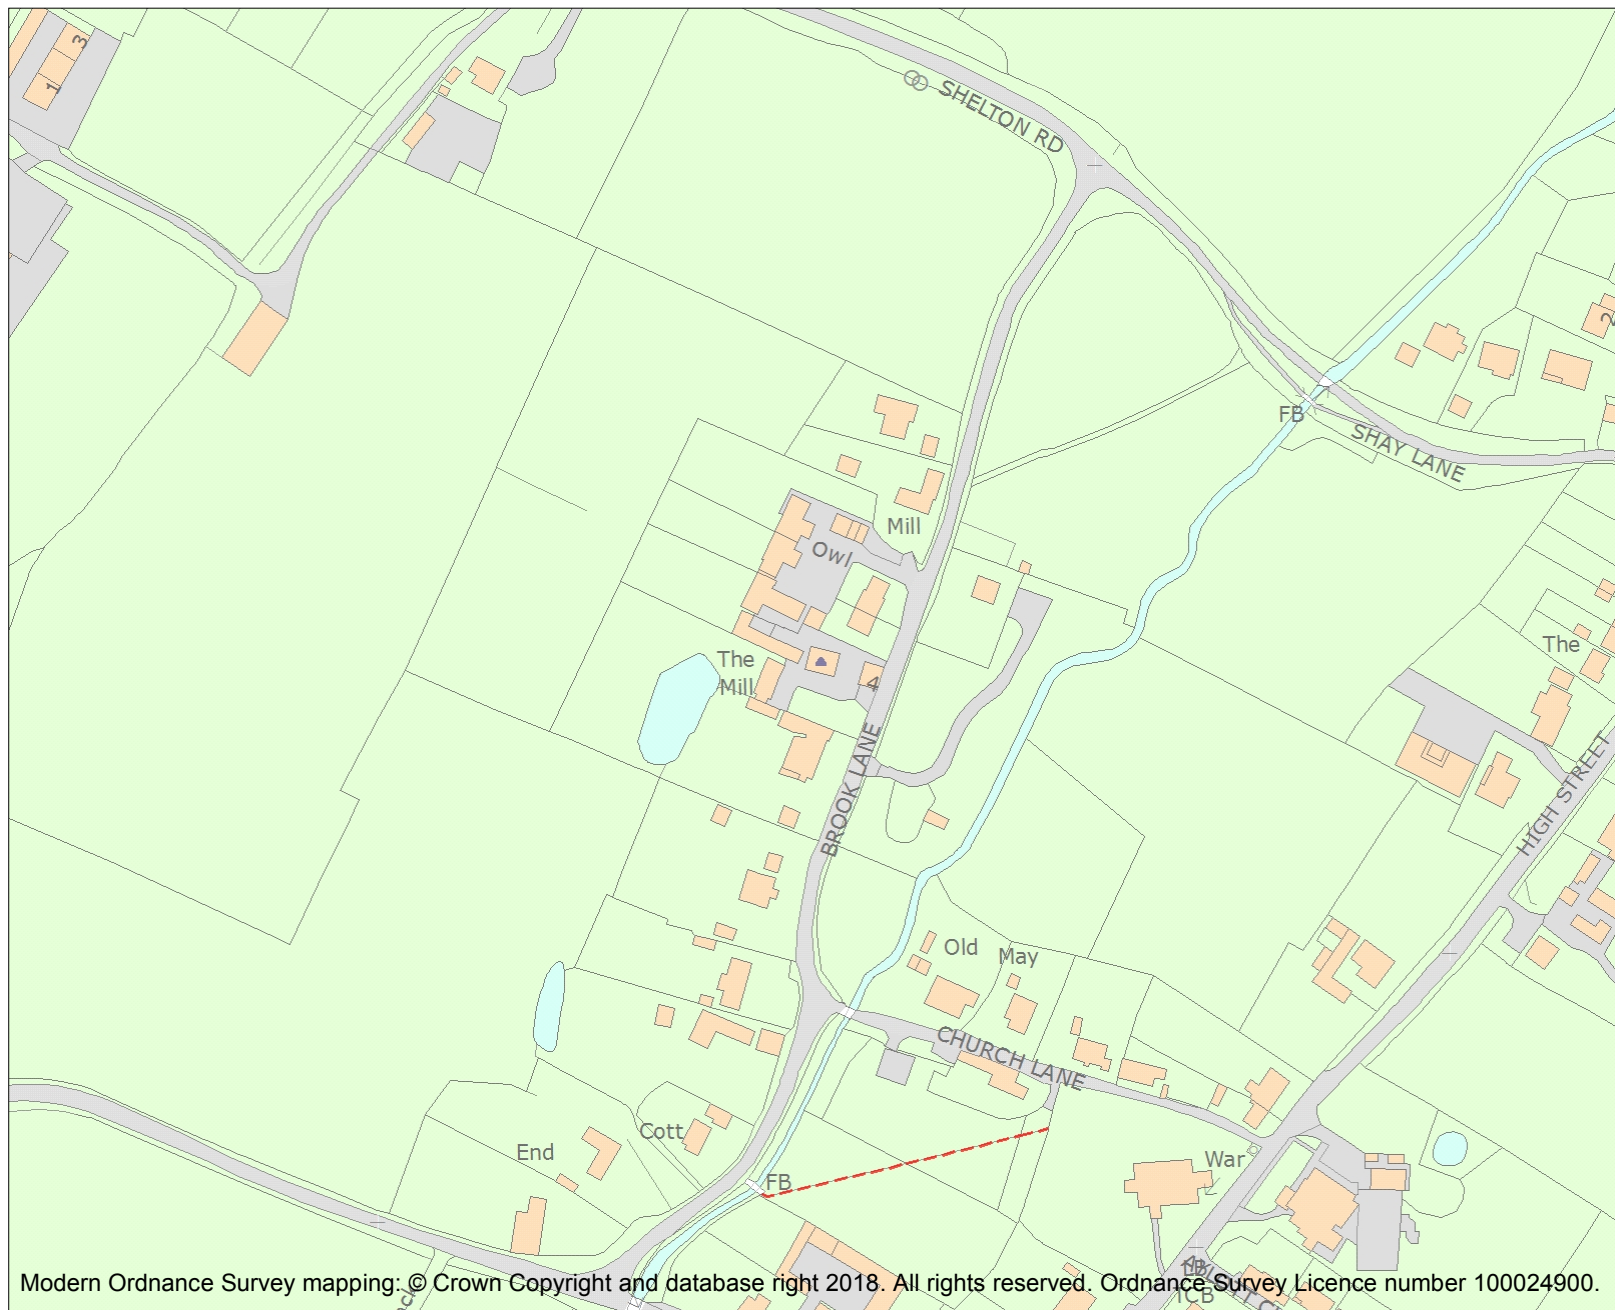 3
1
SHELTON RD
2
FB
SHAY LANE
Mill
Owl
The
The
Mill
4
BROOK LANE
HIGH STREET
Old
May
CHURCH LANE
Cott
End
War
FB
TCB
Modern Ordnance Survey mapping: © Crown Copyright and database right 2018. All rights reserved. Ordnance Survey Licence number 100024900.